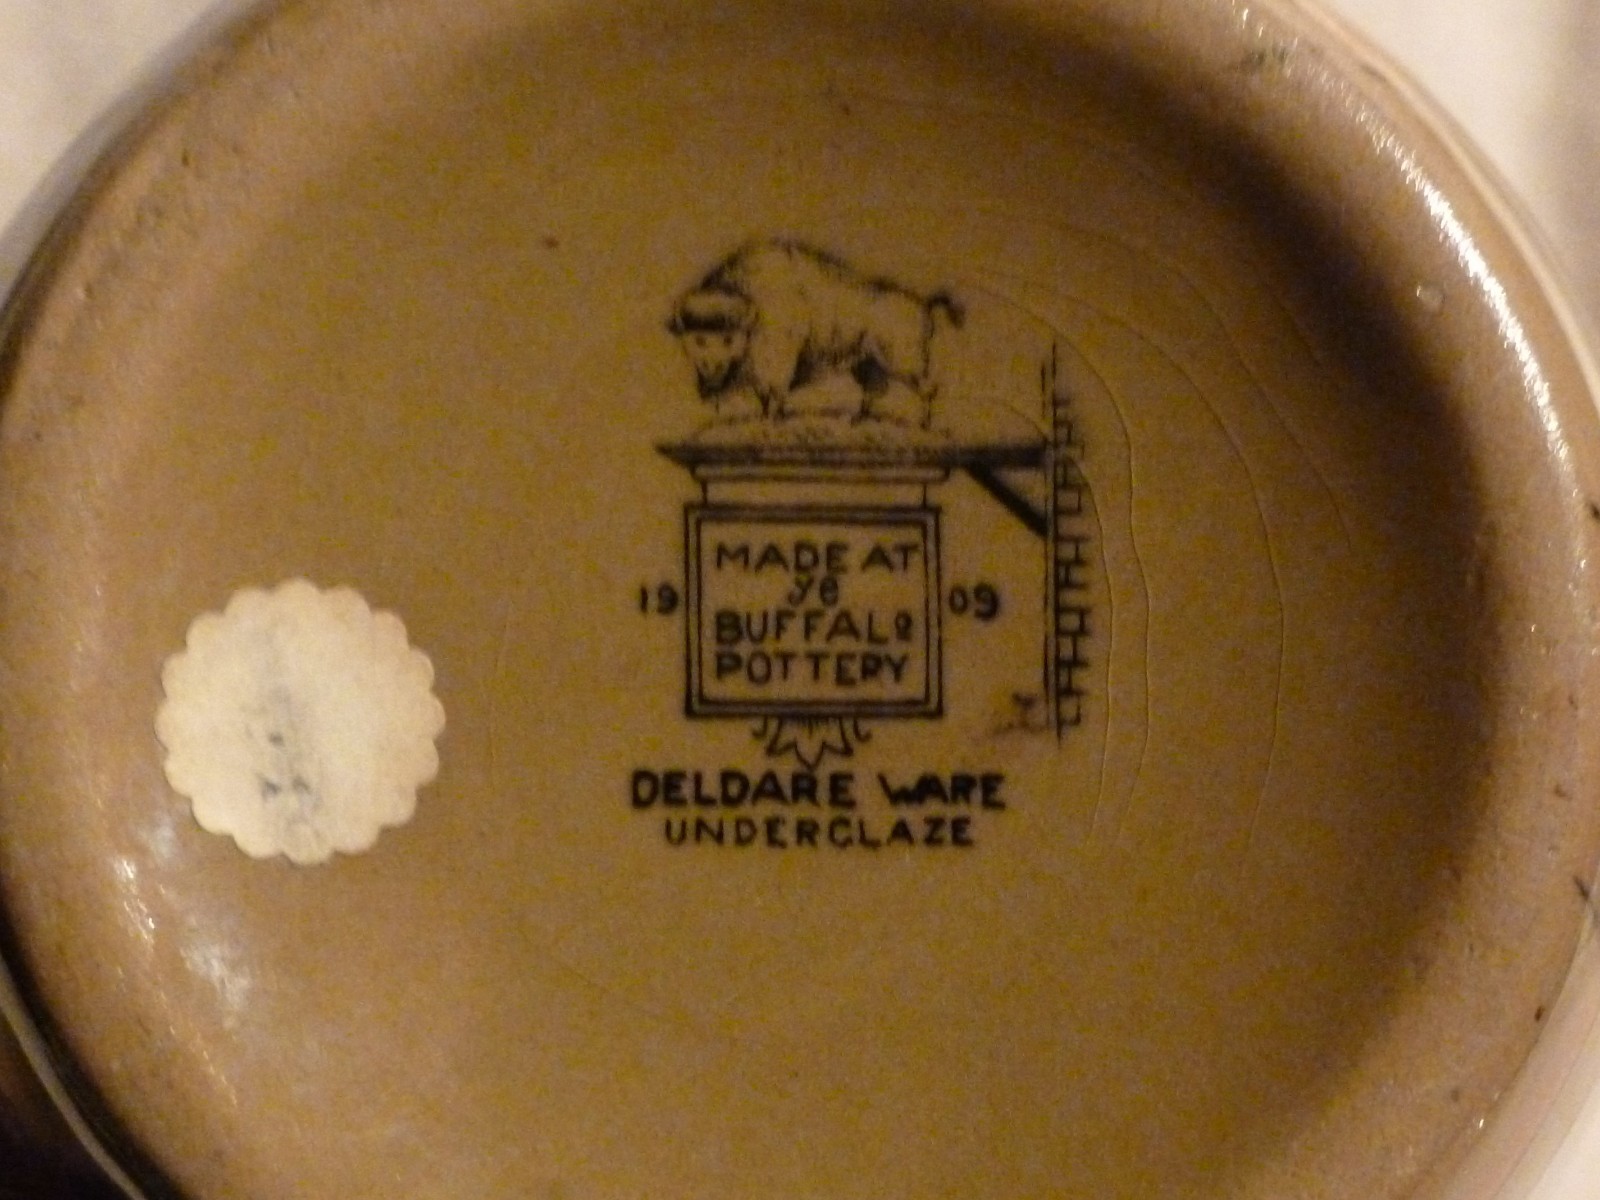 MADE AT
19 ye 09
BUFFALO
POTTERY
DELDARE WARE
UNDERGLAZE